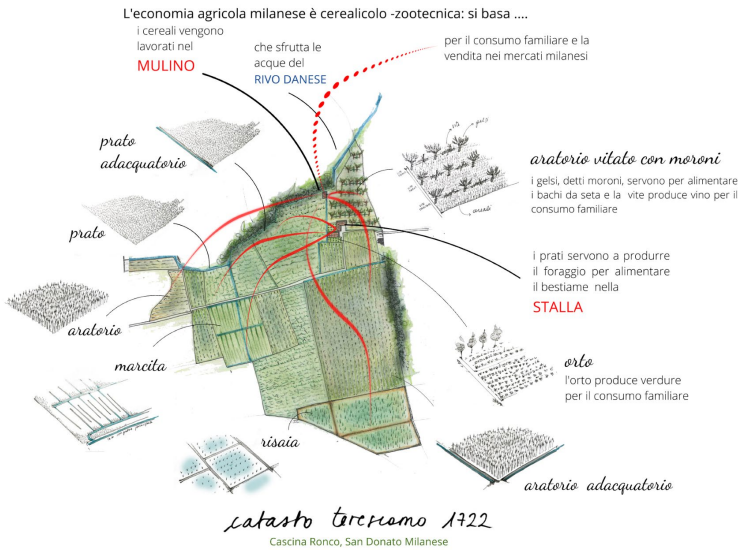 L'economia agricola milanese è cerealicolo -zootecnica: si basa ....
i cereali vengono
lavorati nel
MULINO
che sfrutta le
acque del
RIVO DANESE
per il consumo familiare e la
vendita nei mercati milanesi
prato
adacquatorio
aratorio vitato con moroni
i gelsi, detti moroni, servono per alimentare
i bachi da seta e la vite produce vino per il
consumo familiare
prato
i prati servono a produrre
il foraggio per alimentare
il bestiame nella
STALLA
aratorio
marcita
orto
l'orto produce verdure
per il consumo familiare
risaia
aratorio adacquatorio
catasto teresiano 1722
Cascina Ronco, San Donato Milanese